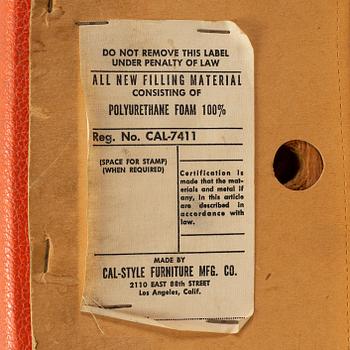 DO NOT REMOVE THIS LABEL
UNDER PENALTY OF LAW
ALL NEW FILLING MATERIAL
CONSISTING OF
POLYURETHANE FOAM 100%
Reg. No. CAL-7411
(SPACE FOR STAMP)
(WHEN REQUIRED)
Certification is
made that the mat-
erials and metal if
any, in this article
are described in
accordance with
law.
MADE BY
CAL-STYLE FURNITURE MFG. CO.
2110 EAST 88th STREET
Los Angeles, Calif.